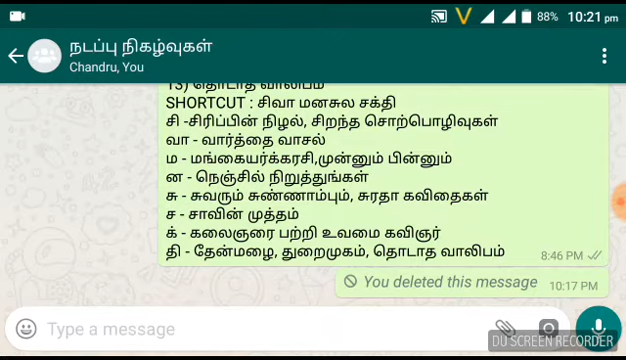 88% 10:21 pm
நடப்பு நிகழ்வுகள்
Chandru, You
13) தொடாத வாலிபம்
SHORTCUT : சிவா மனசுல சக்தி
சி -சிரிப்பின் நிழல், சிறந்த சொற்பொழிவுகள்
வா - வார்த்தை வாசல்
ம - மங்கையர்க்கரசி,முன்னும் பின்னும்
ன - நெஞ்சில் நிறுத்துங்கள்
சு - சுவரும் சுண்ணாம்பும், சுரதா கவிதைகள்
ச - சாவின் முத்தம்
க் - கலைஞரை பற்றி உவமை கவிஞர்
தி - தேன்மழை, துறைமுகம், தொடாத வாலிபம்
8:46 PM
You deleted this message 10:17 PM
Type a message
DU SCREEN RECORDER